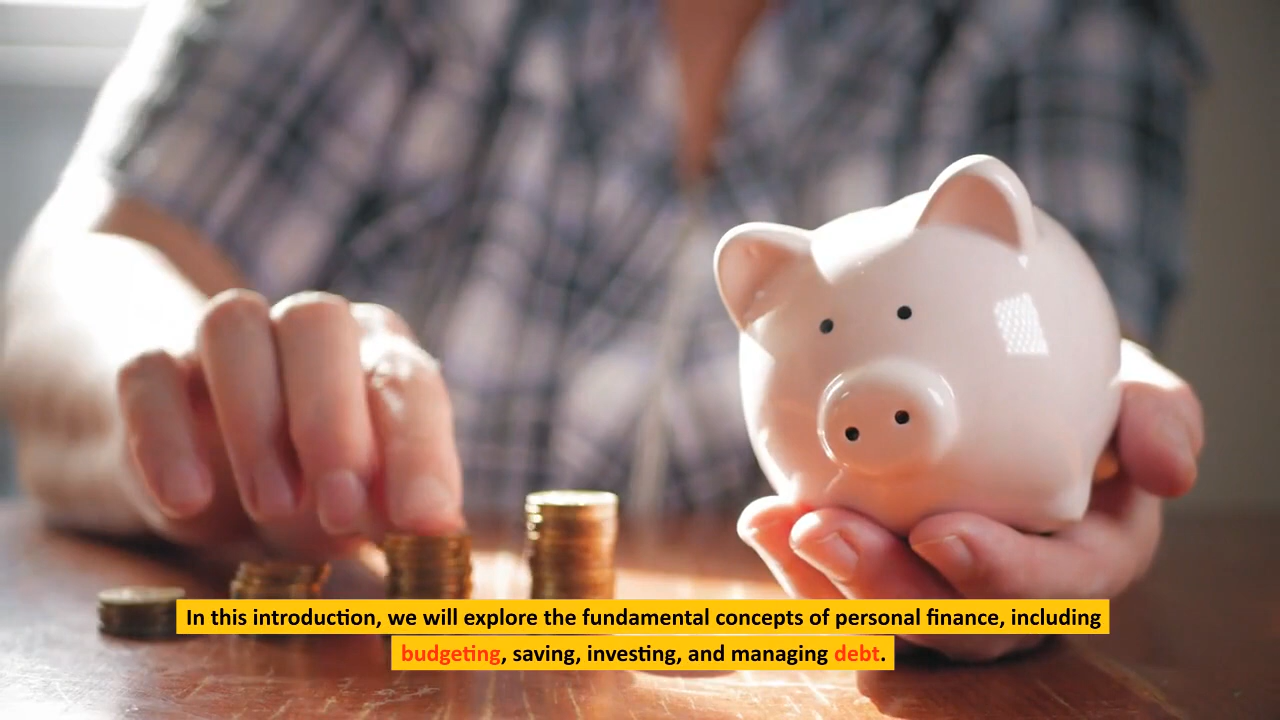 In this introduction, we will explore the fundamental concepts of personal finance, including
budgeting, saving, investing, and managing debt.